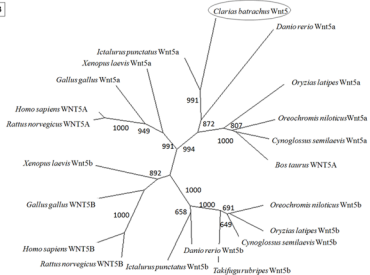 Clarias batrachus Wnt5
Danio rerio Wnt5a
Ictalurus punctatus Wnt5a
Xenopus laevis Wnt5a
Gallus gallus Wnt5a
Oryzias latipes Wnt5a
991
Homo sapiens WNT5A
Oreochromis niloticus Wnt5a
872
807
Rattus norvegicus WNT5A
1000
949
1000
Cynoglossus semilaevis Wnt5a
991
994
Bos taurus WNT5A
Xenopus laevis Wnt5b
892
1000
Gallus gallus WNT5B
1000
691
Oreochromis niloticus Wnt5b
1000
658
649
Oryzias latipes Wnt5b
Homo sapiens WNT5B
Danio rerio Wnt5b
Cynoglossus semilaevis Wnt5b
Rattus norvegicus WNT5B
Ictalurus punctatus Wnt5b
Takifugu rubripes Wnt5b